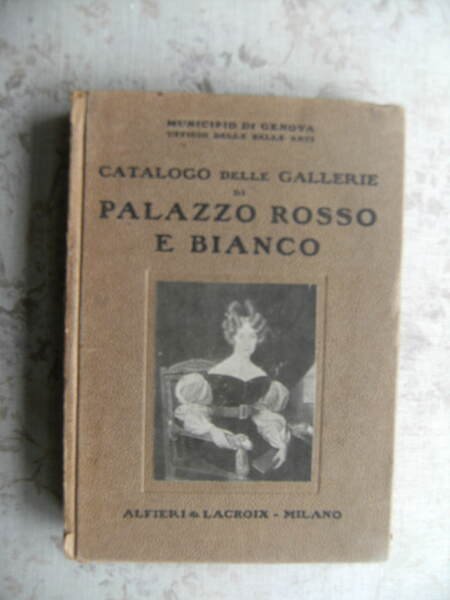 MUNICIPIO DI GENOVA
UFFICIO DELLE BELLE ARTI
CATALOGO DELLE GALLERIE
DI
PALAZZO ROSSO
E BIANCO
ALFIERI & LACROIX - MILANO